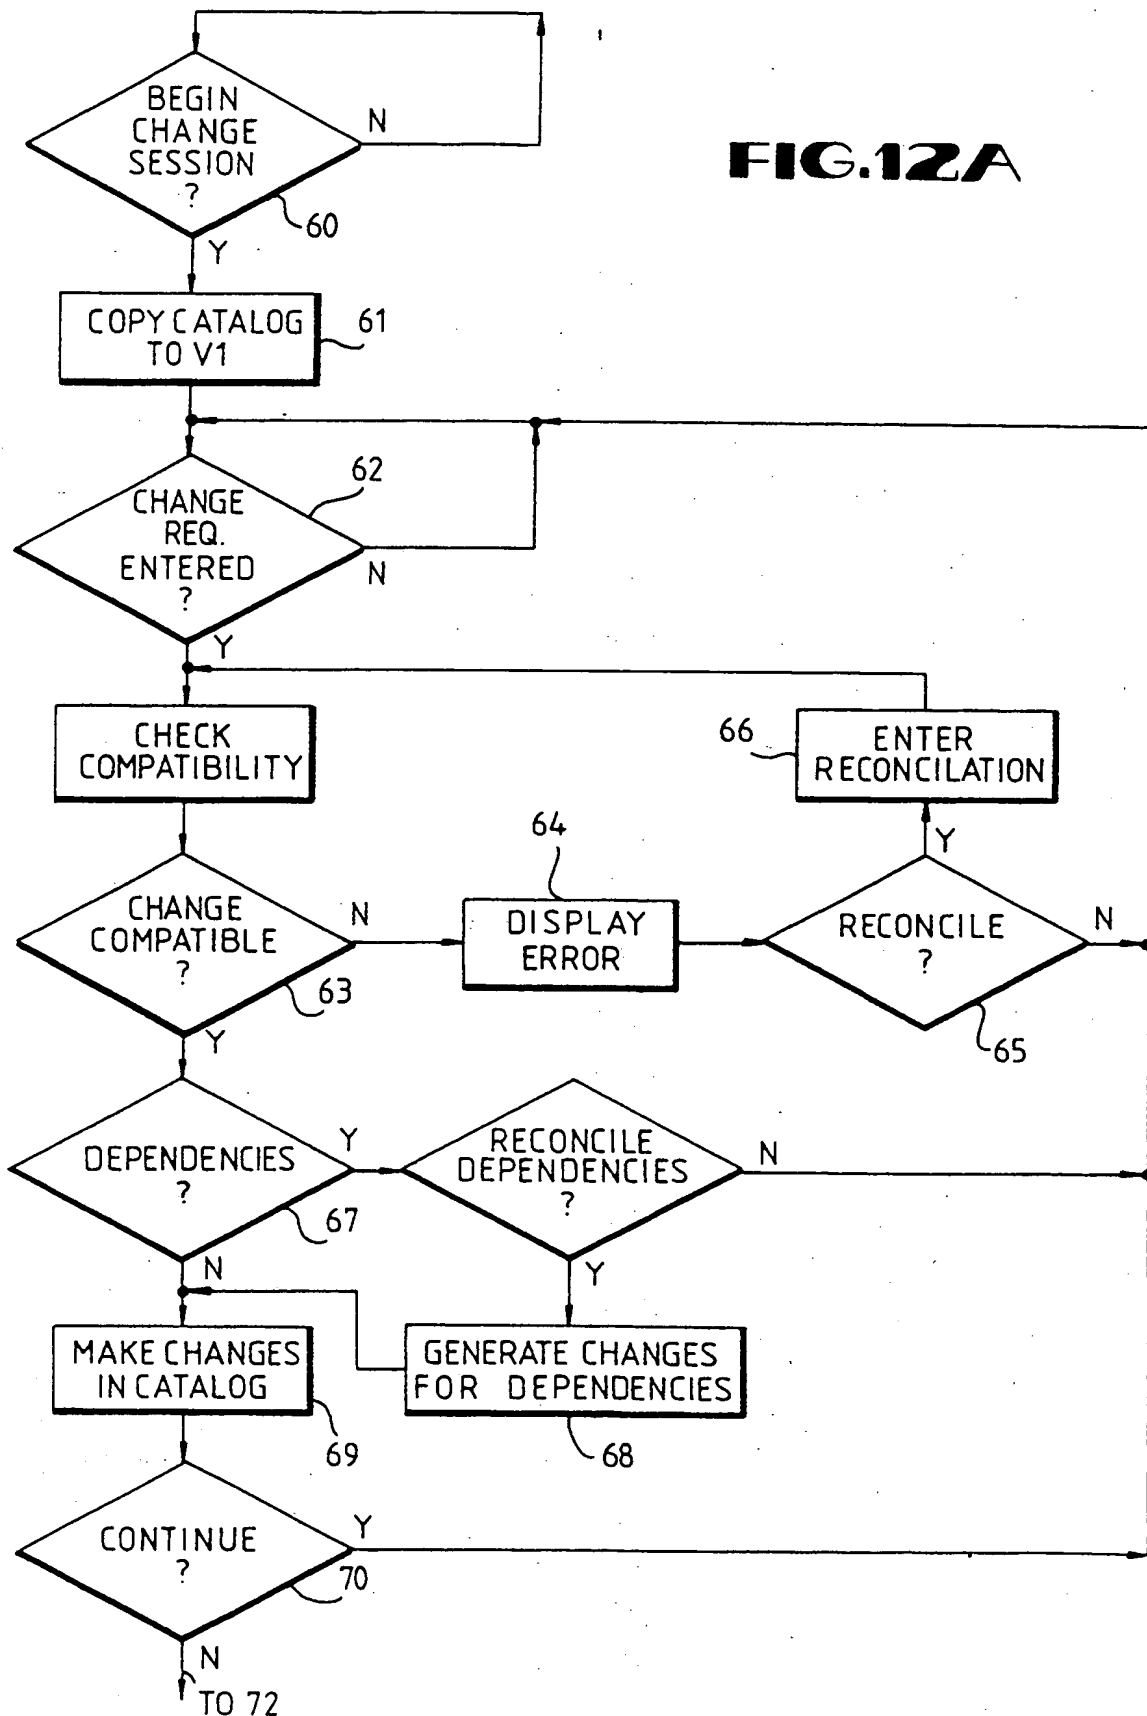 FIG.12A
BEGIN
CHANGE
SESSION
?
N
60
Y
COPY CATALOG
TO V1
61
CHANGE
REQ.
ENTERED
?
62
N
Y
CHECK
COMPATIBILITY
66
ENTER
RECONCILATION
Y
CHANGE
COMPATIBLE
?
N
63
64
DISPLAY
ERROR
RECONCILE
?
N
65
Y
DEPENDENCIES
?
Y
67
RECONCILE
DEPENDENCIES
?
N
N
Y
MAKE CHANGES
IN CATALOG
69
GENERATE CHANGES
FOR DEPENDENCIES
68
CONTINUE
?
Y
70
N
TO 72